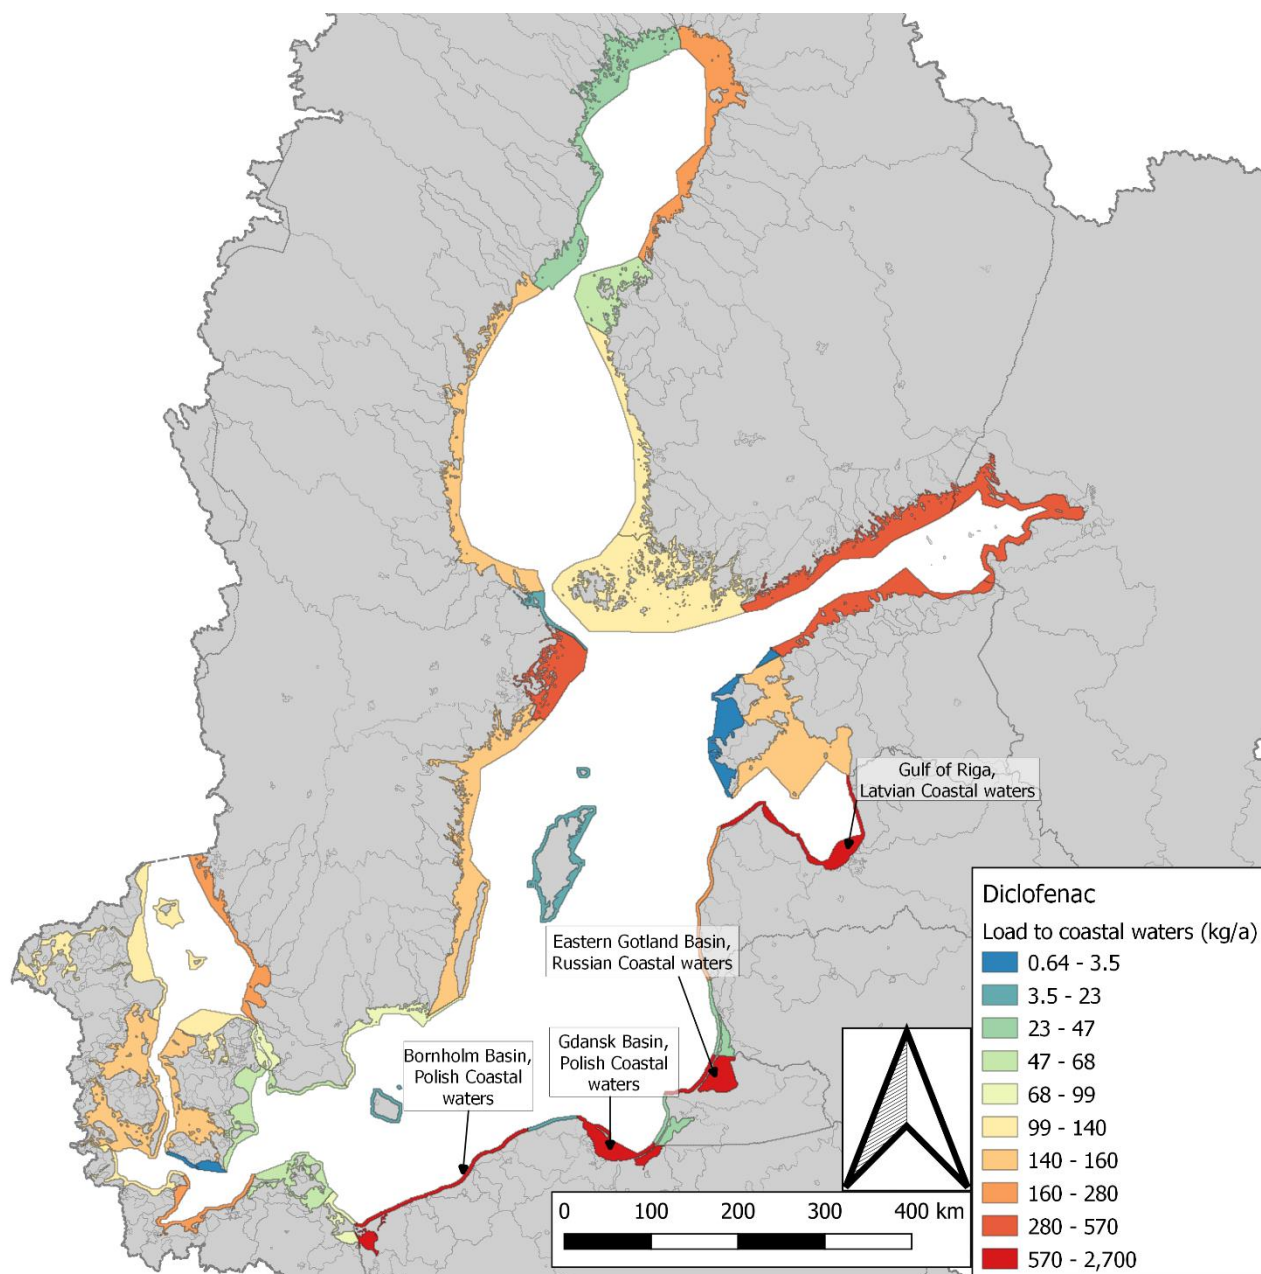 Gulf of Riga,
Latvian Coastal waters
Eastern Gotland Basin,
Russian Coastal waters
Gdansk Basin,
Polish Coastal
waters
Bornholm Basin,
Polish Coastal
waters
Diclofenac
Load to coastal waters (kg/a)
0.64 - 3.5
3.5 - 23
23 - 47
47 - 68
68 - 99
99 - 140
140 - 160
160 - 280
280 - 570
570 - 2,700
0 100 200 300 400 km